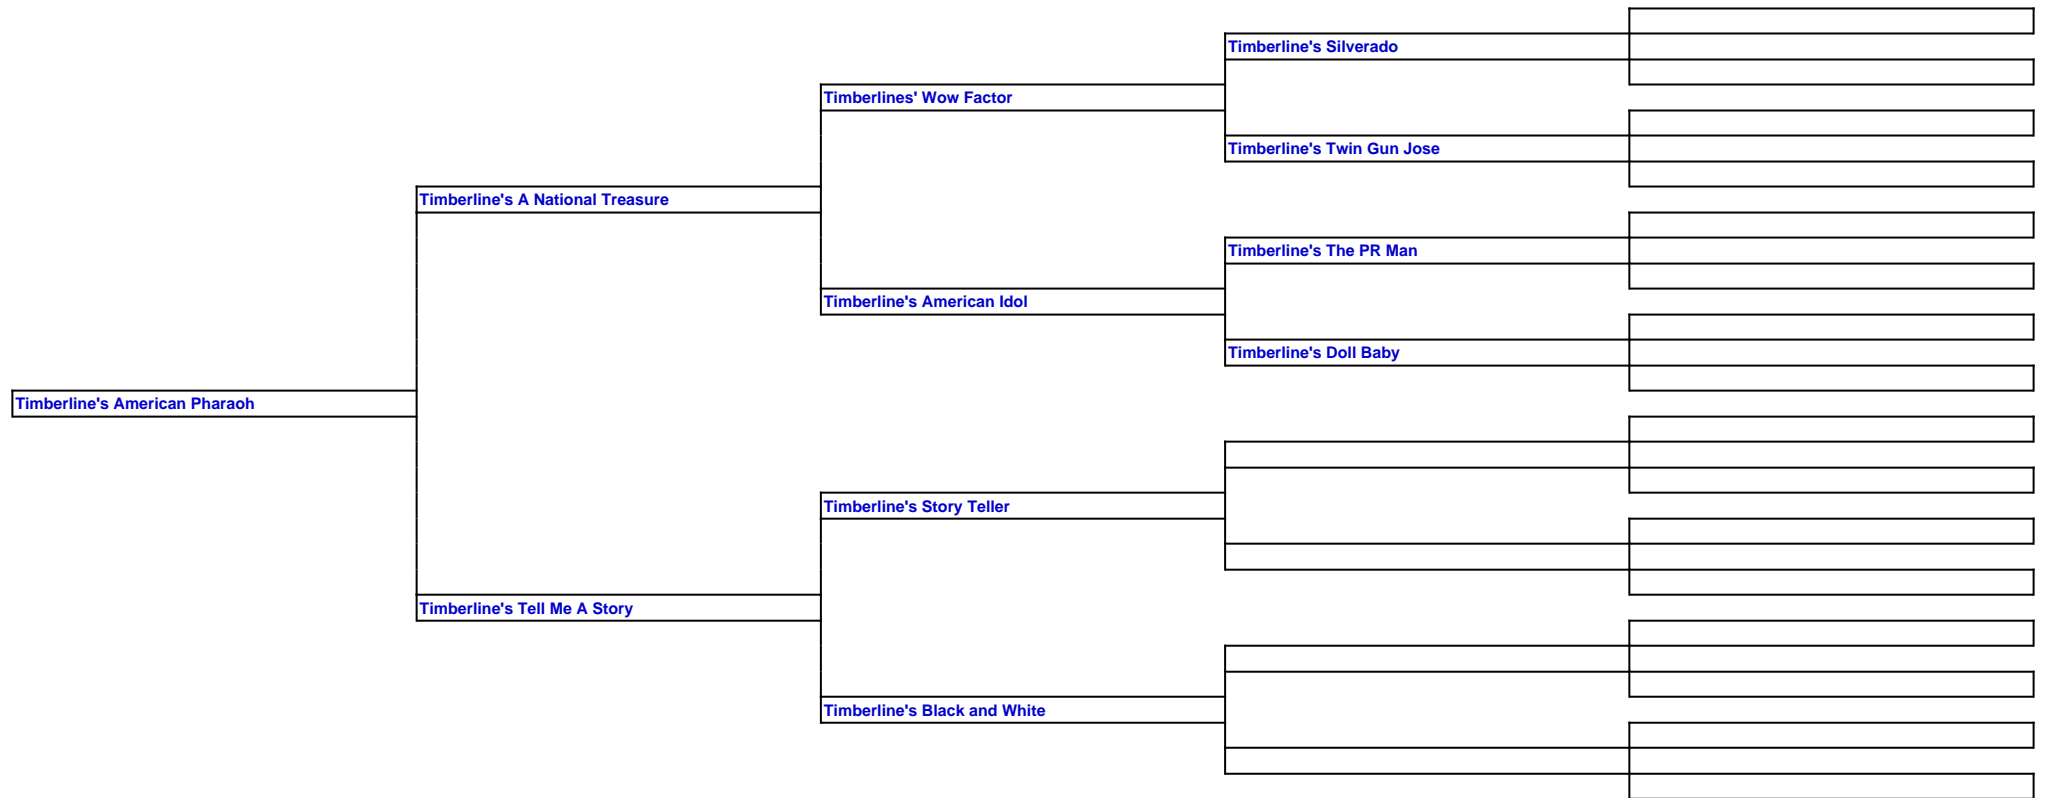 Timberline's Silverado
Timberlines' Wow Factor
Timberline's Twin Gun Jose
Timberline's A National Treasure
Timberline's The PR Man
Timberline's American Idol
Timberline's Doll Baby
Timberline's American Pharaoh
Timberline's Story Teller
Timberline's Tell Me A Story
Timberline's Black and White